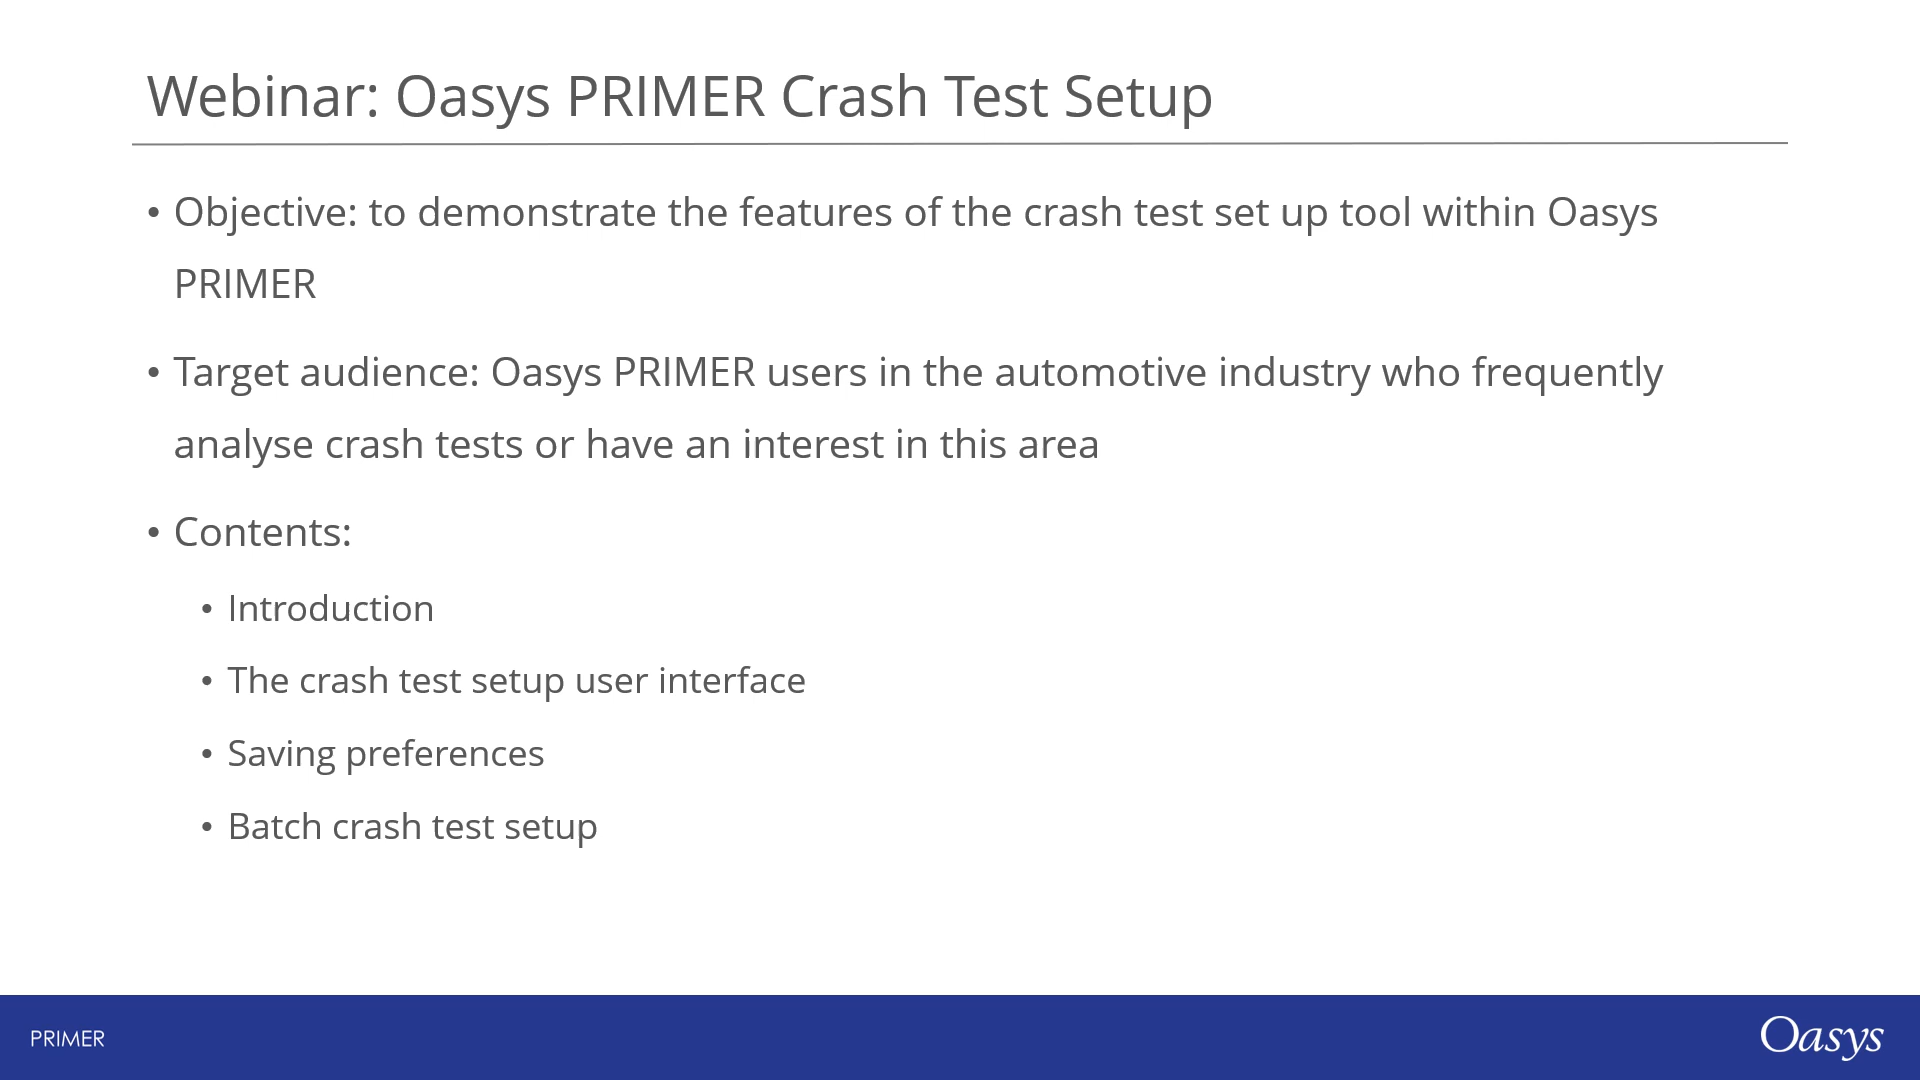 Webinar: Oasys PRIMER Crash Test Setup
• Objective: to demonstrate the features of the crash test set up tool within Oasys
PRIMER
• Target audience: Oasys PRIMER users in the automotive industry who frequently
analyse crash tests or have an interest in this area
• Contents:
• Introduction
• The crash test setup user interface
• Saving preferences
• Batch crash test setup
PRIMER
Oasys